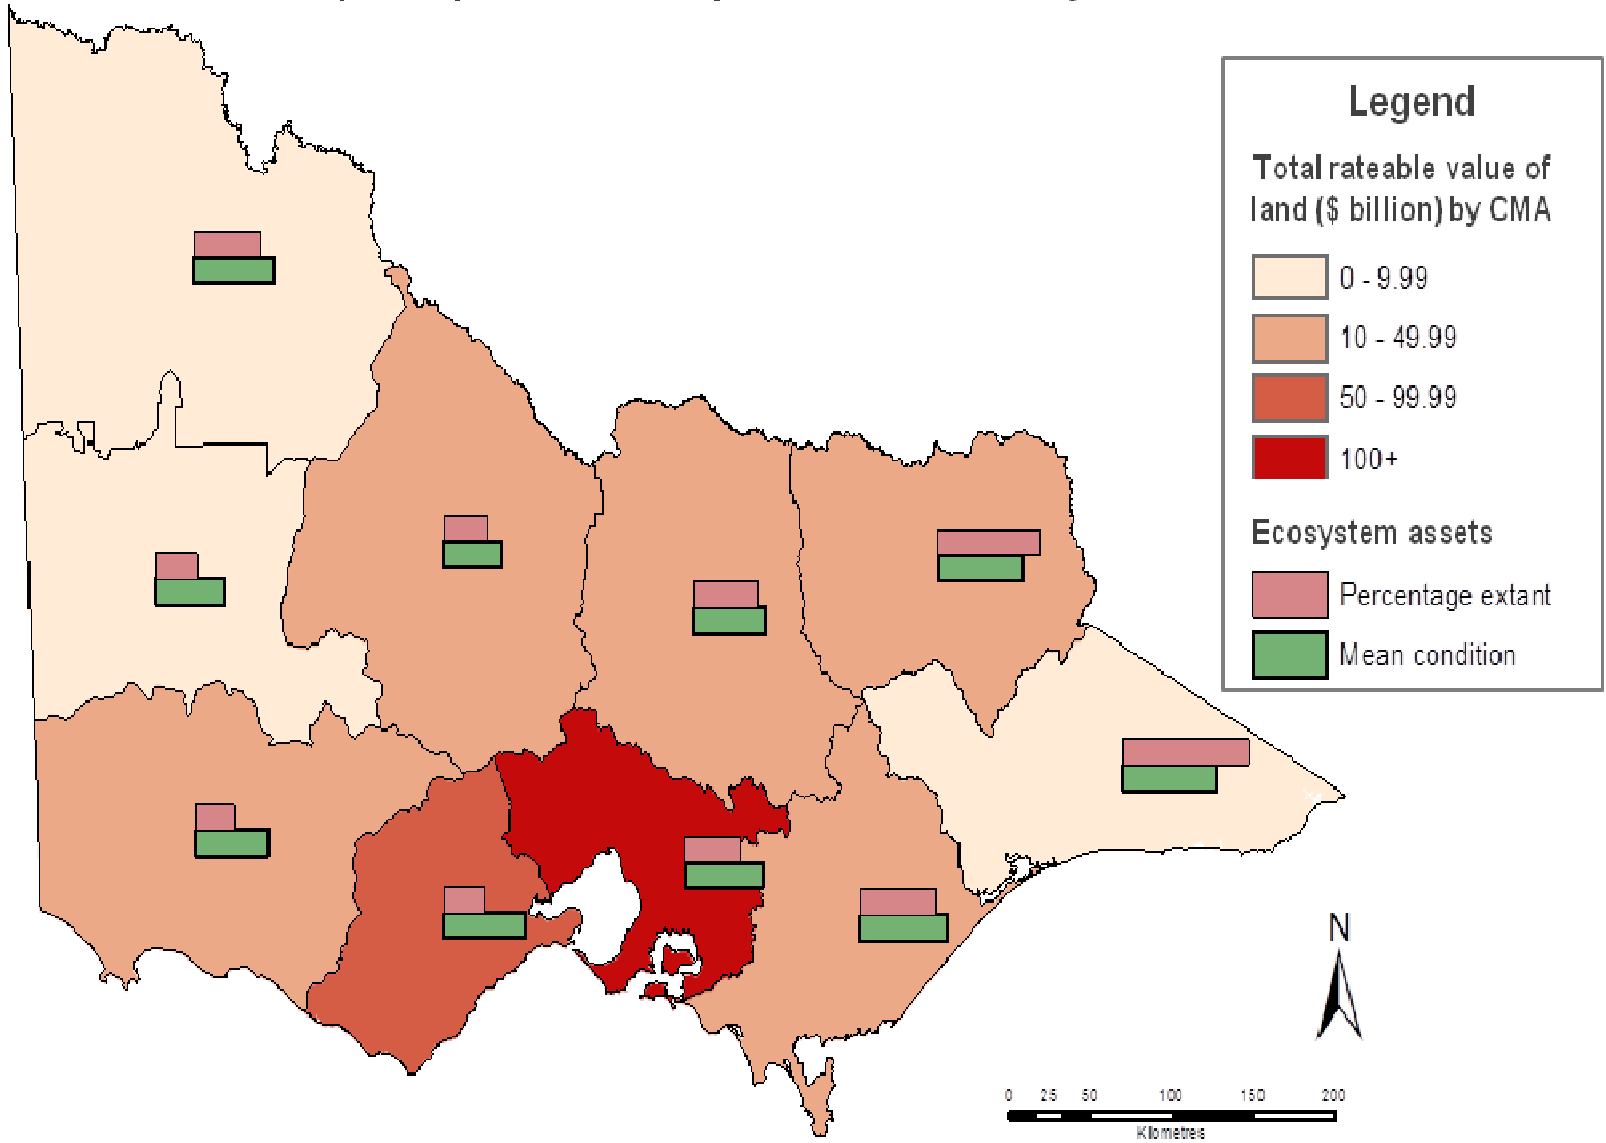 Legend
Total rateable value of
land ($ billion) by CMA
0 - 9.99
10 - 49.99
50 - 99.99
100+
Ecosystem assets
Percentage extant
Mean condition
N
0 25 50 100 150 200
Kilometres